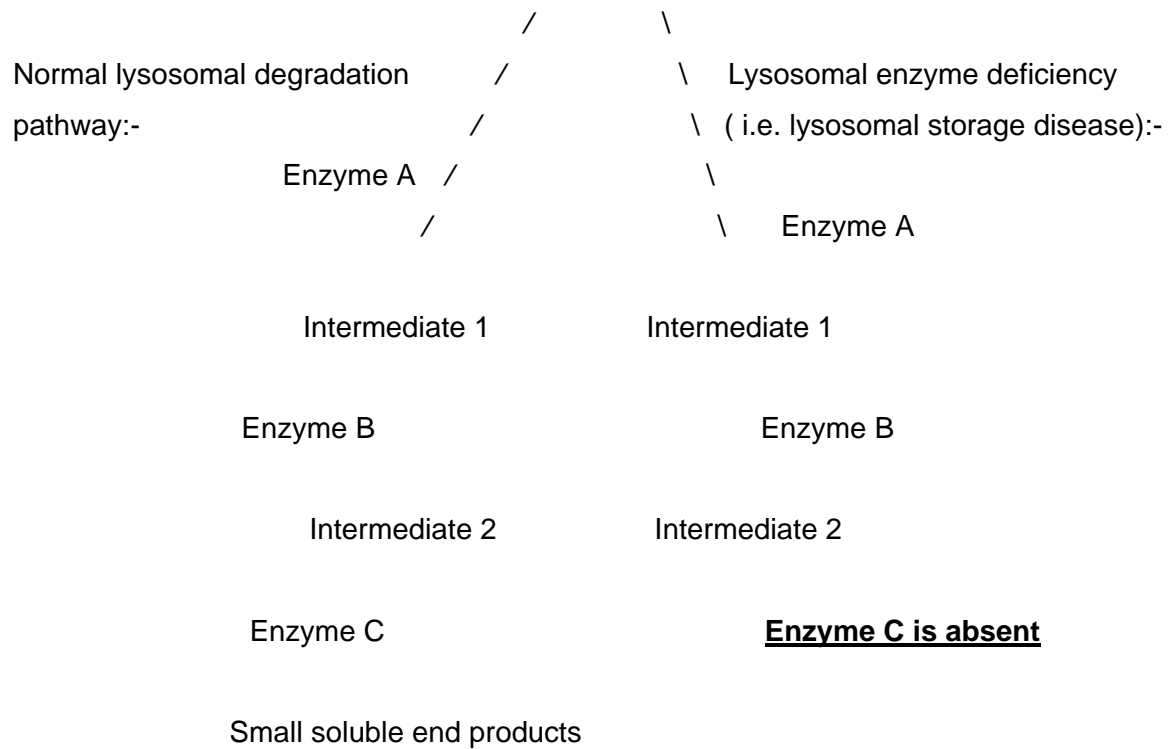 / \
Normal lysosomal degradation / \ Lysosomal enzyme deficiency
pathway:- / \ ( i.e. lysosomal storage disease):-
Enzyme A / \
/ \ Enzyme A
Intermediate 1 Intermediate 1
Enzyme B Enzyme B
Intermediate 2 Intermediate 2
Enzyme C Enzyme C is absent
Small soluble end products